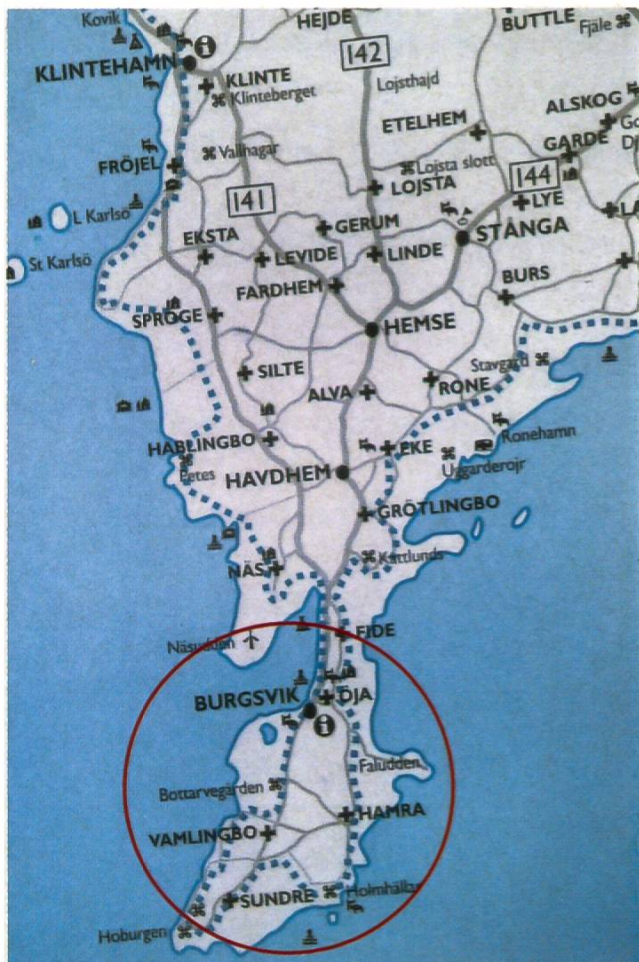 Kovik
HEJDE
142
BUTTLE
Fjäle
KLINTEHAMN
KLINTE
Klinteberget
Lojsthajd
ALSKOG
ETELHEM
GARDE
Vallhagar
FRÖJEL
Lojsta slott
144
141
LOJSTA
LYE
L Karlsö
GERUM
STÅNGA
EKSTA
LEVIDE
LINDE
St Karlsö
FARDHEM
BURS
SPROGE
HEMSE
Stavgard
SILTE
ALVA
RONE
Ronehamn
HABLINGBO
EKE
Petes
Uggarderojr
HAVDHEM
GRÖTLINGBO
Kattlunds
NÄS
FIDE
Näsudden
BURGSVIK
ÖJA
Faludden
Bottarvegården
HAMRA
VAMLINGBO
SUNDRE
Hoburgen